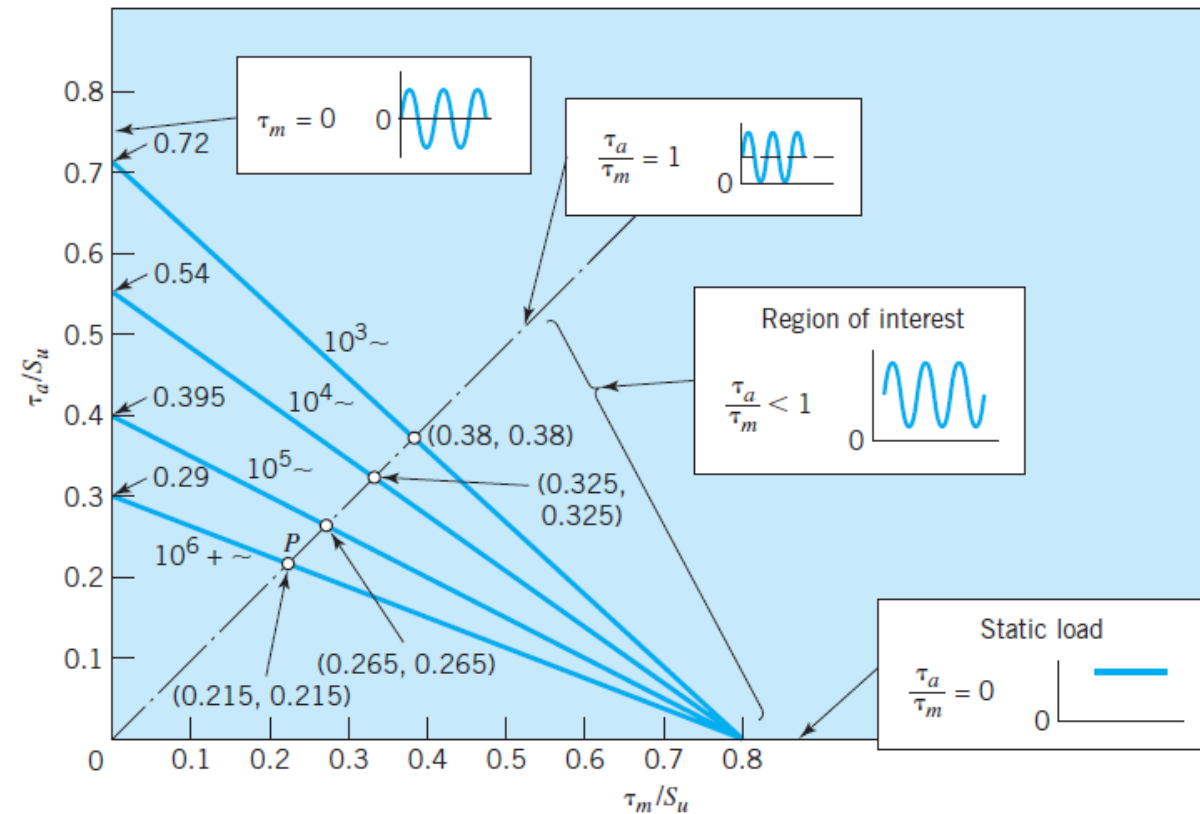 0.8
0.7
0.6
0.5
0.4
0.3
0.2
0.1
0
τa/Su
0.72
0.54
0.395
0.29
τm = 0
0
τa/τm = 1
0
Region of interest
τa/τm < 1
0
10³~
10⁴~
10⁵~
10⁶ + ~
P
(0.38, 0.38)
(0.325,
0.325)
(0.265, 0.265)
(0.215, 0.215)
Static load
τa/τm = 0
0
0.1 0.2 0.3 0.4 0.5 0.6 0.7 0.8
τm/Su